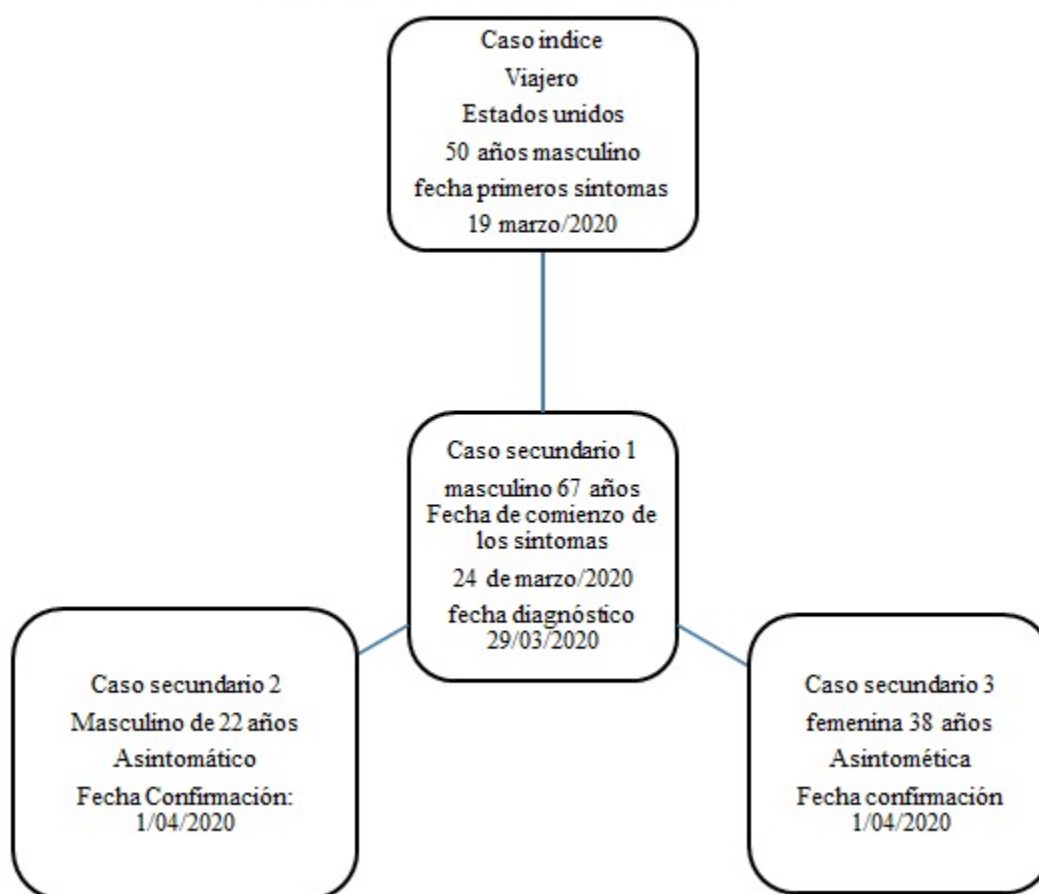 Caso indice
Viajero
Estados unidos
50 años masculino
fecha primeros sintomas
19 marzo/2020
Caso secundario 1
masculino 67 años
Fecha de comienzo de
los sintomas
24 de marzo/2020
fecha diagnóstico
29/03/2020
Caso secundario 2
Masculino de 22 años
Asintomático
Fecha Confirmación:
1/04/2020
Caso secundario 3
femenina 38 años
Asintomética
Fecha confirmación
1/04/2020